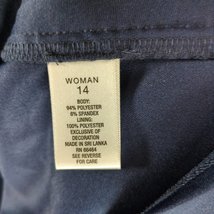 WOMAN
14
BODY:
94% POLYESTER
6% SPANDEX
LINING:
100% POLYESTER
EXCLUSIVE OF
DECORATION
MADE IN SRI LANKA
RN 66464
SEE REVERSE
FOR CARE